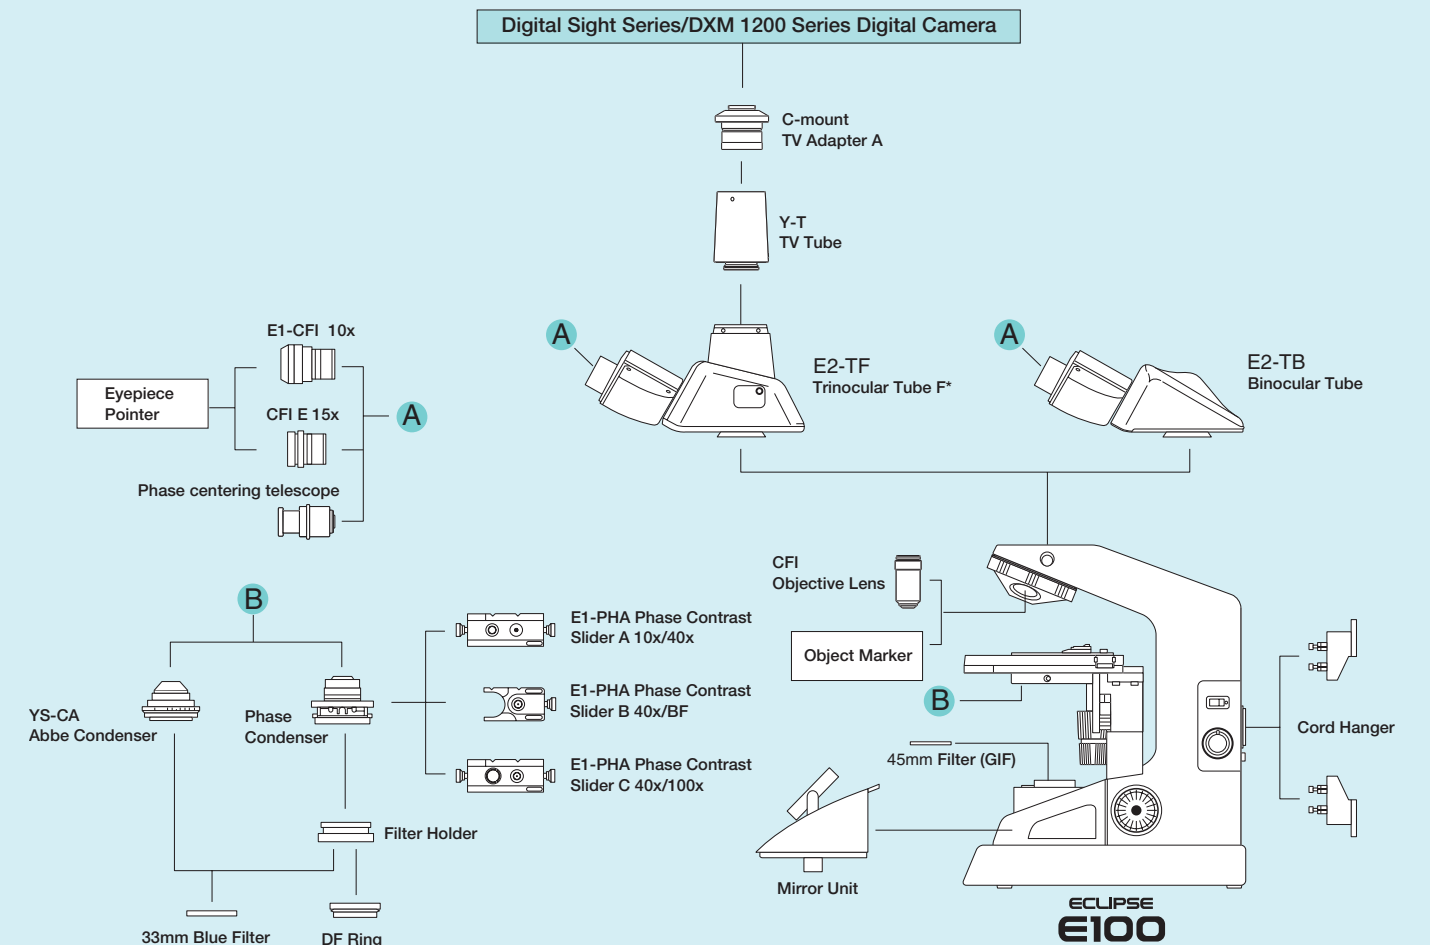 Digital Sight Series/DXM 1200 Series Digital Camera
C-mount
TV Adapter A
Y-T
TV Tube
A
E2-TF
Trinocular Tube F*
A
E2-TB
Binocular Tube
E1-CFI 10x
Eyepiece
Pointer
CFI E 15x
A
Phase centering telescope
B
YS-CA
Abbe Condenser
Phase
Condenser
E1-PHA Phase Contrast
Slider A 10x/40x
E1-PHA Phase Contrast
Slider B 40x/BF
E1-PHA Phase Contrast
Slider C 40x/100x
Filter Holder
33mm Blue Filter
DF Ring
CFI
Objective Lens
Object Marker
B
45mm Filter (GIF)
Mirror Unit
Cord Hanger
ECLIPSE
E100